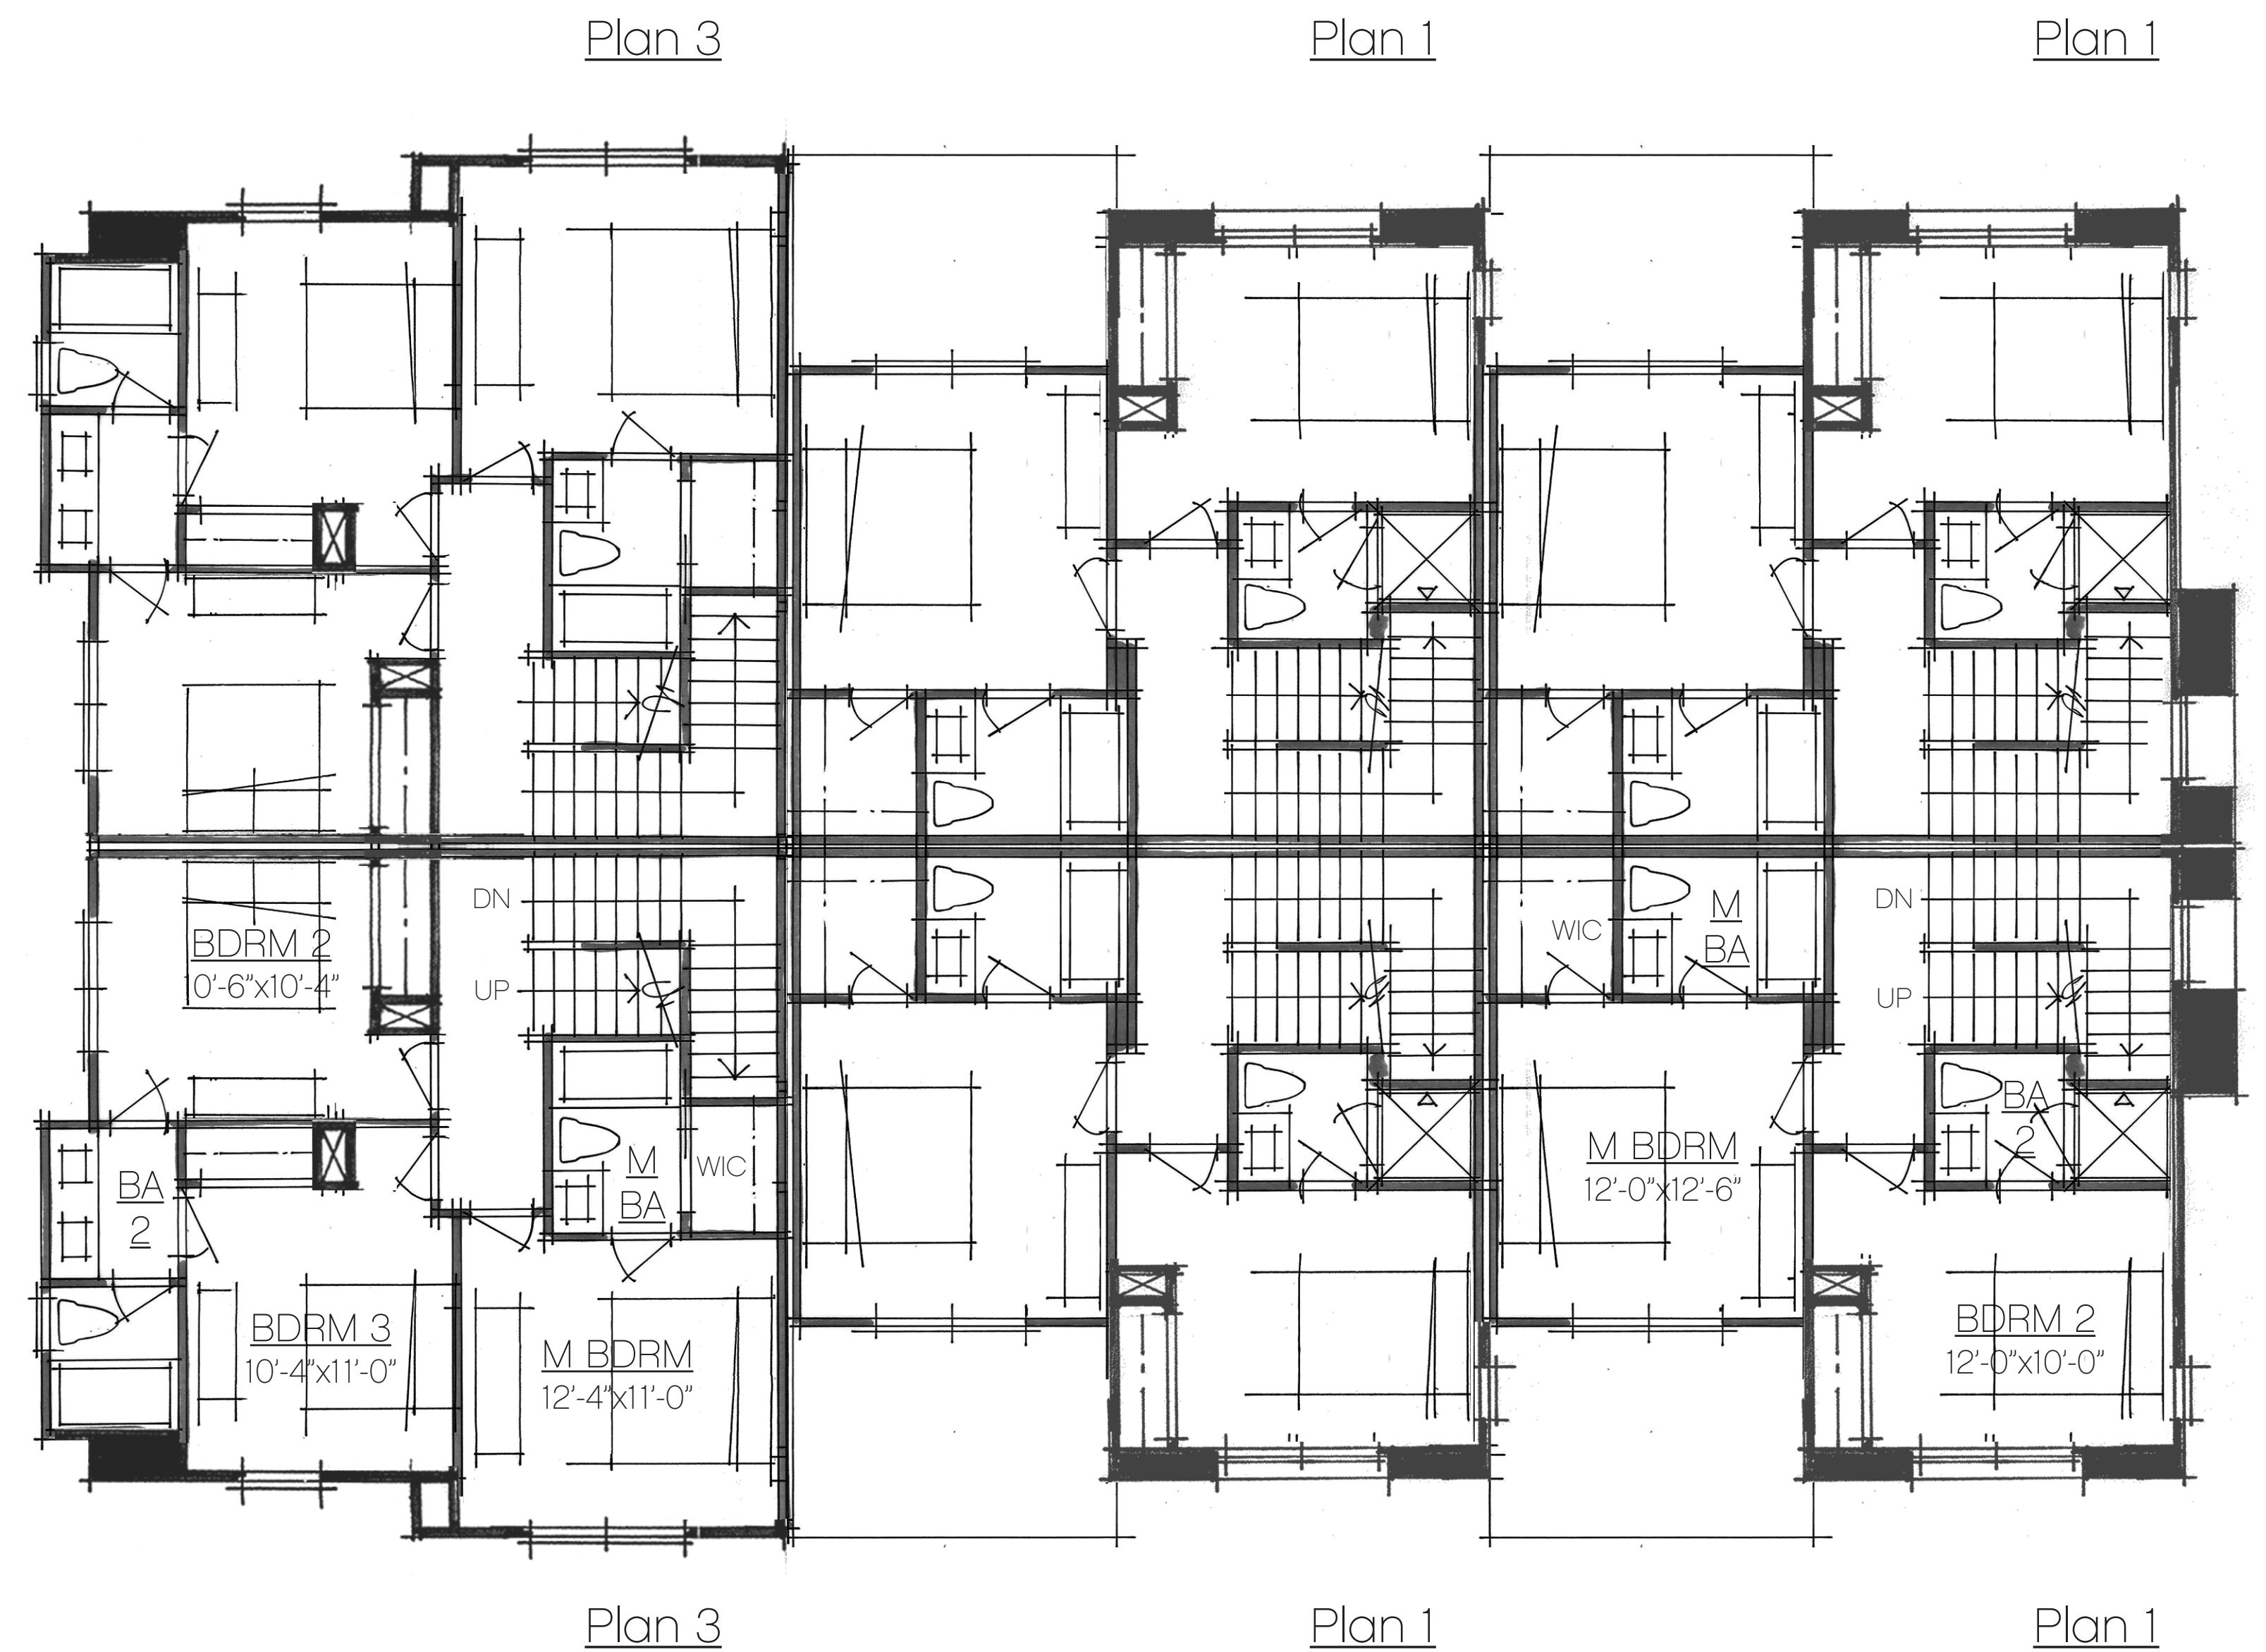 Plan 3
Plan 1
Plan 1
DN
BDRM 2
10'-6"x10'-4"
UP
BA
2
M
BA
WIC
BDRM 3
10'-4"x11'-0"
M BDRM
12'-4"x11'-0"
WIC
M
BA
DN
UP
M BDRM
12'-0"x12'-6"
BA
2
BDRM 2
12'-0"x10'-0"
Plan 3
Plan 1
Plan 1